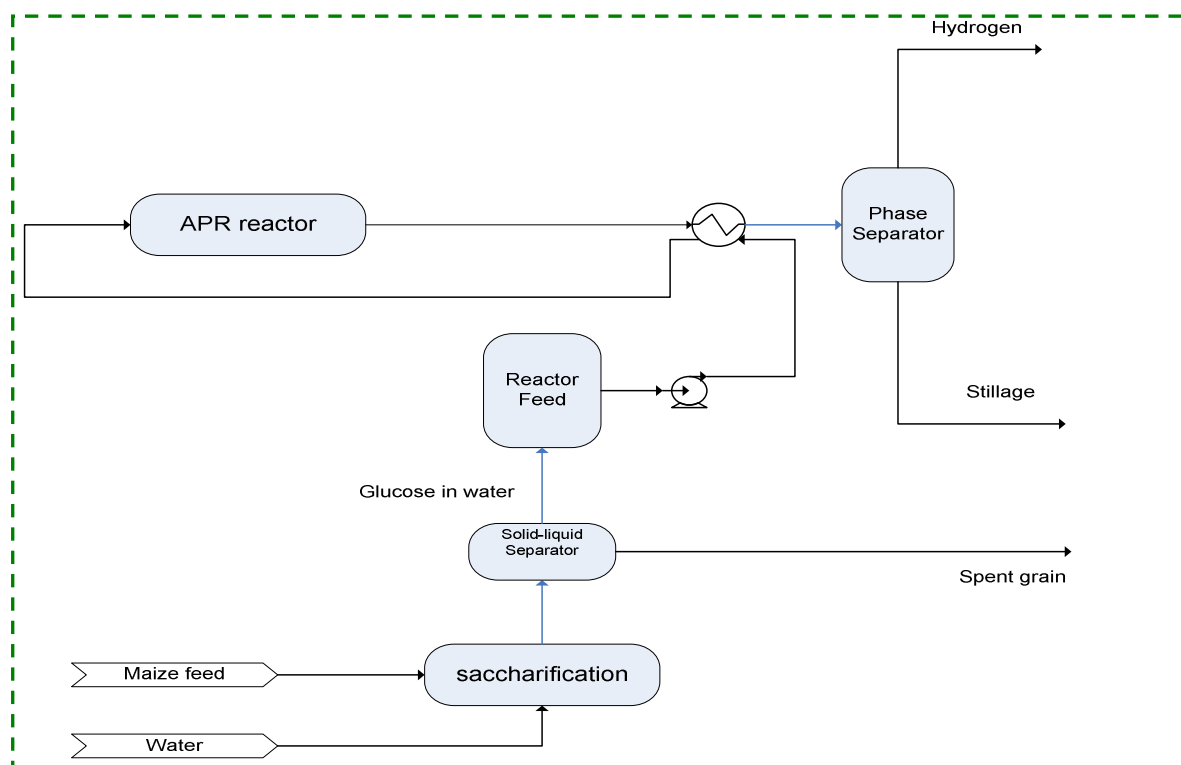 Hydrogen
APR reactor
Phase
Separator
Reactor
Feed
Stillage
Glucose in water
Solid-liquid
Separator
Spent grain
Maize feed
saccharification
Water